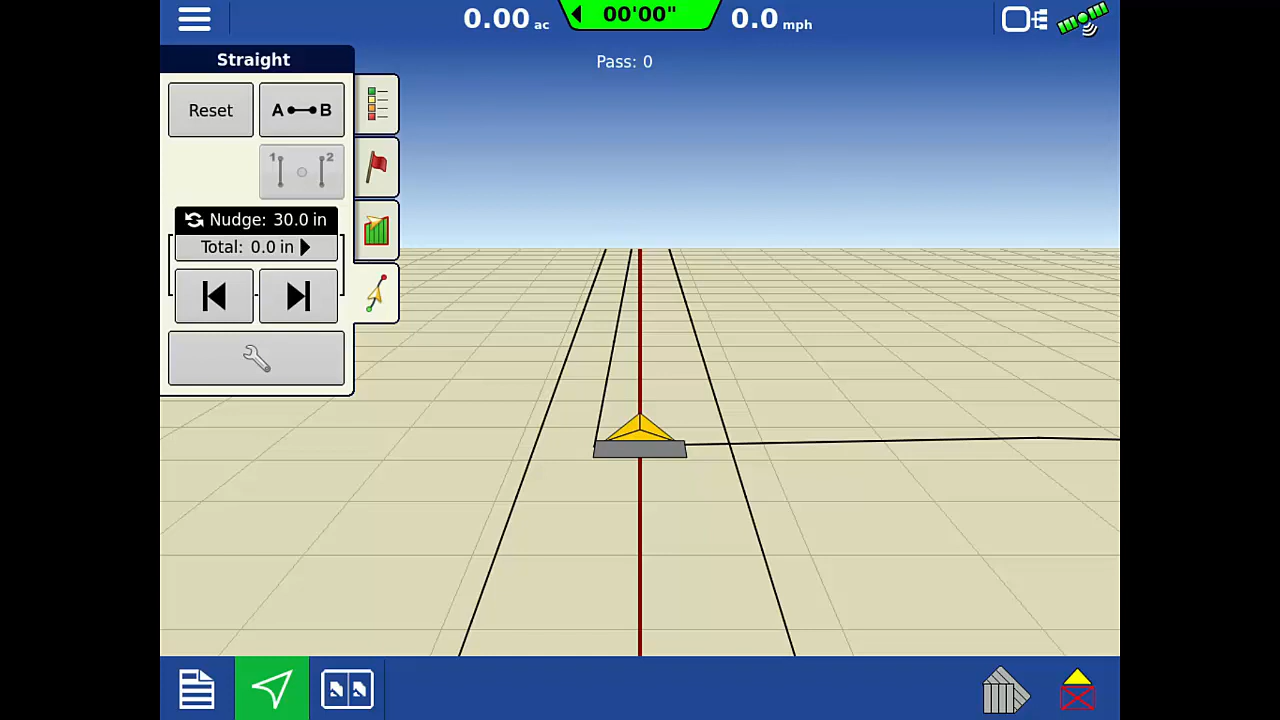 0.00 ac
00'00"
0.0 mph
Straight
Pass: 0
Reset
A B
1 2
Nudge: 30.0 in
Total: 0.0 in